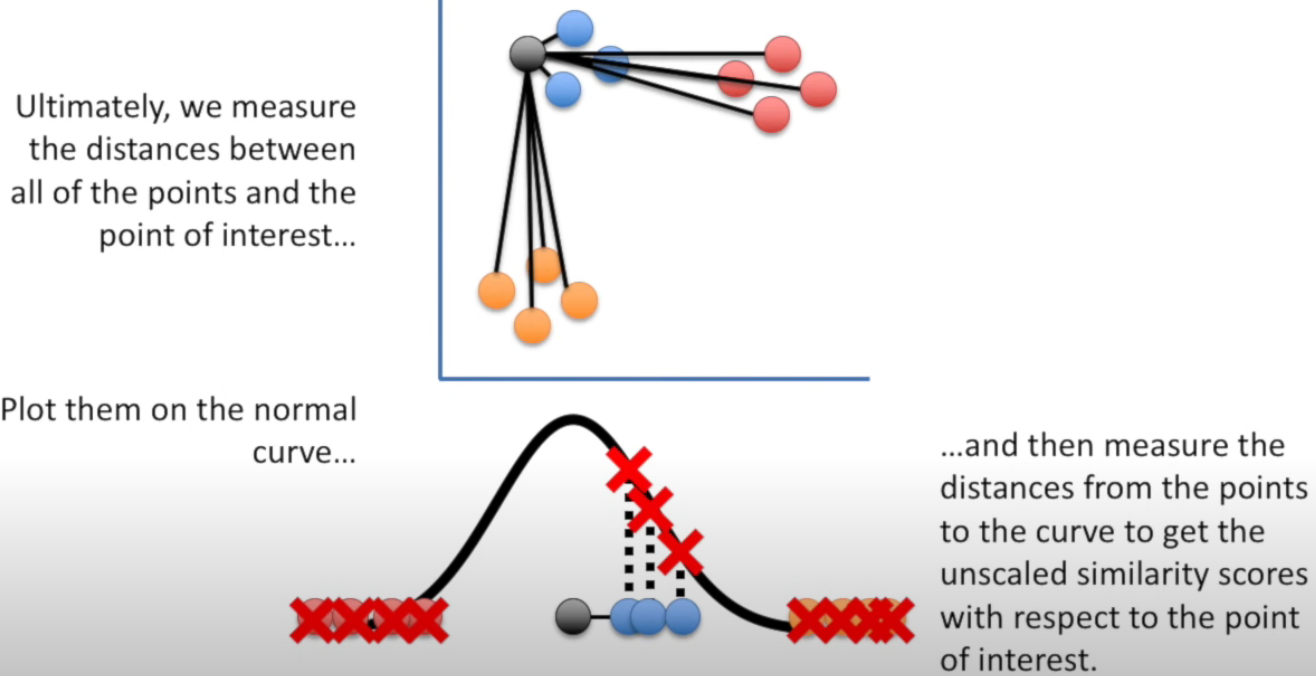 Ultimately, we measure
the distances between
all of the points and the
point of interest...
Plot them on the normal
curve...
...and then measure the
distances from the points
to the curve to get the
unscaled similarity scores
with respect to the point
of interest.